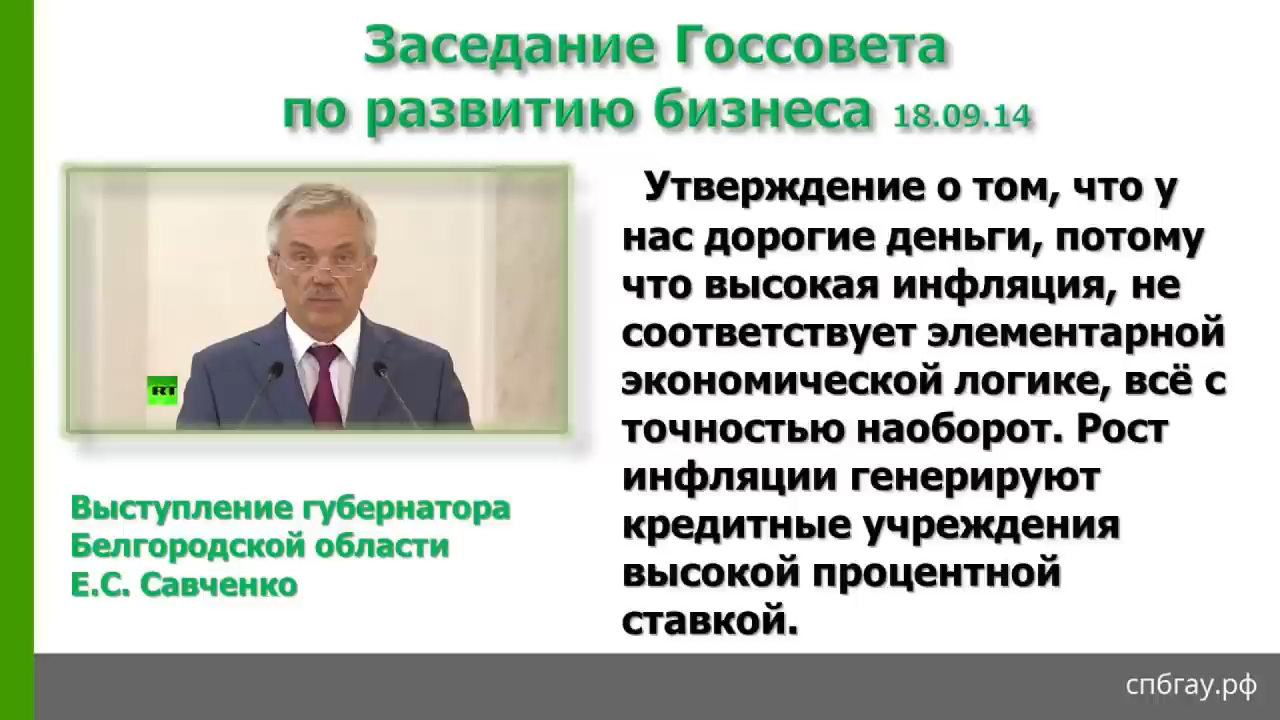 Заседание Госсовета
по развитию бизнеса 18.09.14
RT
Выступление губернатора
Белгородской области
Е.С. Савченко
Утверждение о том, что у
нас дорогие деньги, потому
что высокая инфляция, не
соответствует элементарной
экономической логике, всё с
точностью наоборот. Рост
инфляции генерируют
кредитные учреждения
высокой процентной
ставкой.
спбгау.рф